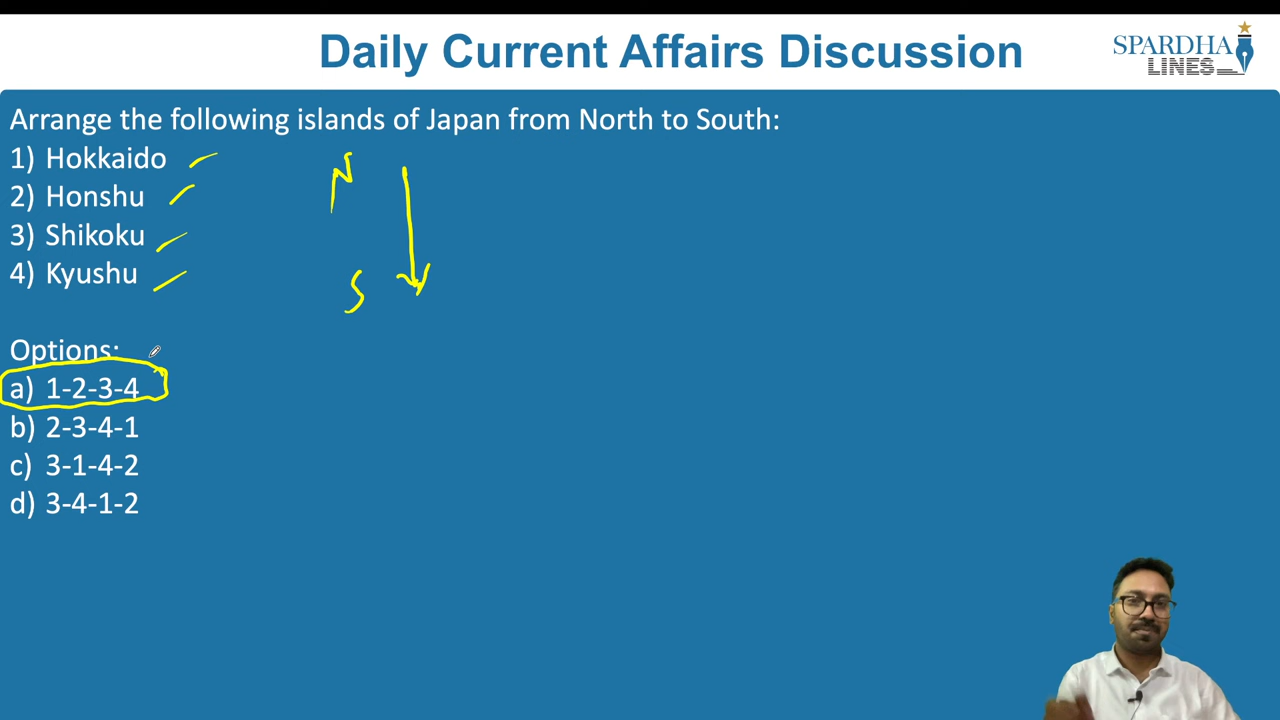 Daily Current Affairs Discussion
SPARDHA
LINES
Arrange the following islands of Japan from North to South:
1) Hokkaido
2) Honshu
3) Shikoku
4) Kyushu
N
S
Options:
a) 1-2-3-4
b) 2-3-4-1
c) 3-1-4-2
d) 3-4-1-2